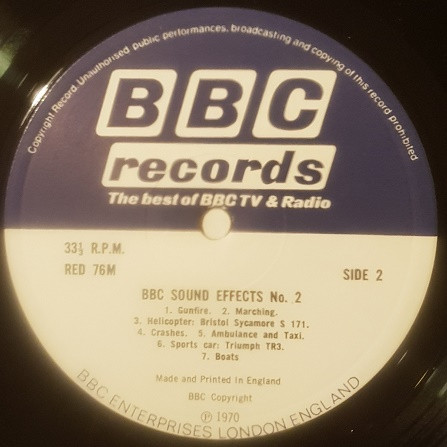 Copyright Record. Unauthorised public performances, broadcasting and copying of this record prohibited
BBC
records
The best of BBC TV & Radio
33⅓ R.P.M.
RED 76M
SIDE 2
BBC SOUND EFFECTS No. 2
1. Gunfire. 2. Marching.
3. Helicopter: Bristol Sycamore S 171.
4. Crashes. 5. Ambulance and Taxi.
6. Sports car: Triumph TR3.
7. Boats
Made and Printed in England
BBC Copyright
℗ 1970
BBC ENTERPRISES LONDON ENGLAND